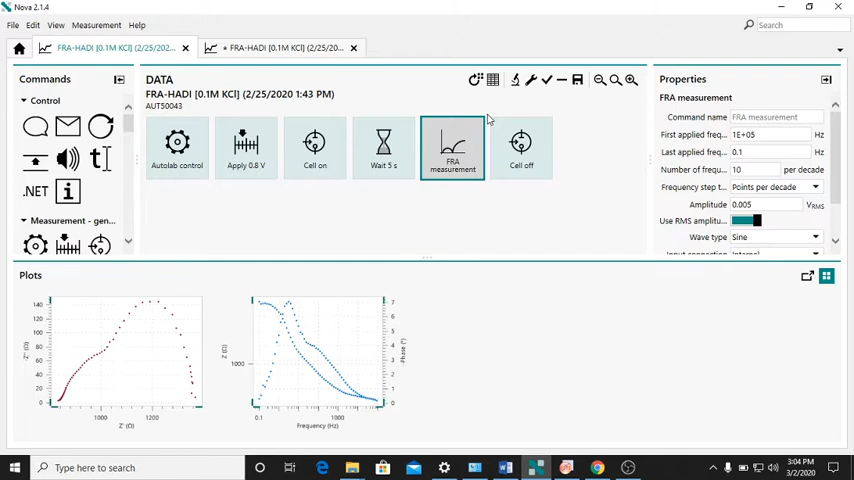 Nova 2.1.4
File Edit View Measurement Help
Search
FRA-HADI [0.1M KCl] (2/25/202...
* FRA-HADI [0.1M KCl] (2/25/20...
Commands
Control
.NET
Measurement - gen
DATA
FRA-HADI [0.1M KCl] (2/25/2020 1:43 PM)
AUT50043
Autolab control
Apply 0.8 V
Cell on
Wait 5 s
FRA
measurement
Cell off
Properties
FRA measurement
Command name FRA measurement
First applied freq... 1E+05 Hz
Last applied freq... 0.1 Hz
Number of frequ... 10 per decade
Frequency step t... Points per decade
Amplitude 0.005 VRMS
Use RMS amplitu...
Wave type Sine
Input connection Internal
Plots
-Z'' (Ω)
140
120
100
80
60
40
20
0
1000 1200
Z' (Ω)
Z (Ω)
1000
7
6
5
4
3
2
1
0
-Phase (°)
0.1 1000
Frequency (Hz)
Type here to search
3:04 PM
3/2/2020